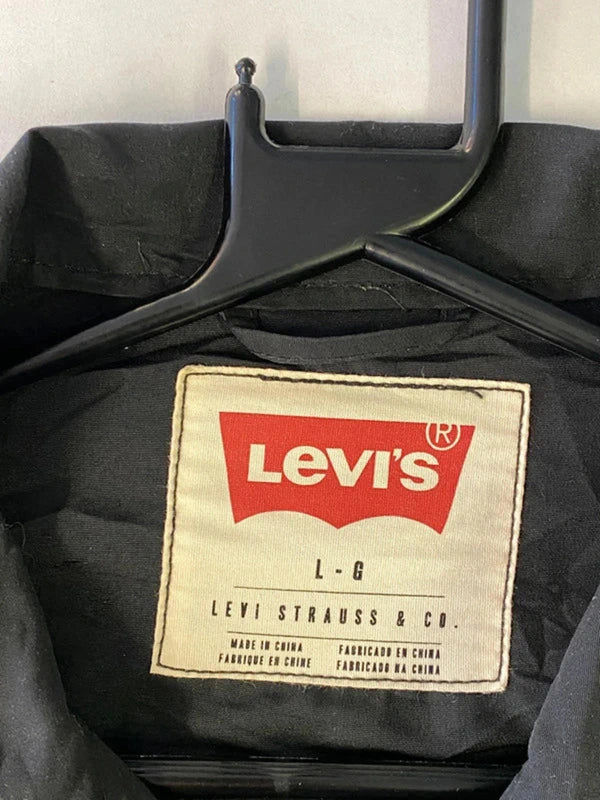 LEVI'S ®
L - G
LEVI STRAUSS & CO.
MADE IN CHINA FABRICADO EN CHINA
FABRIQUE EN CHINE FABRICADO NA CHINA